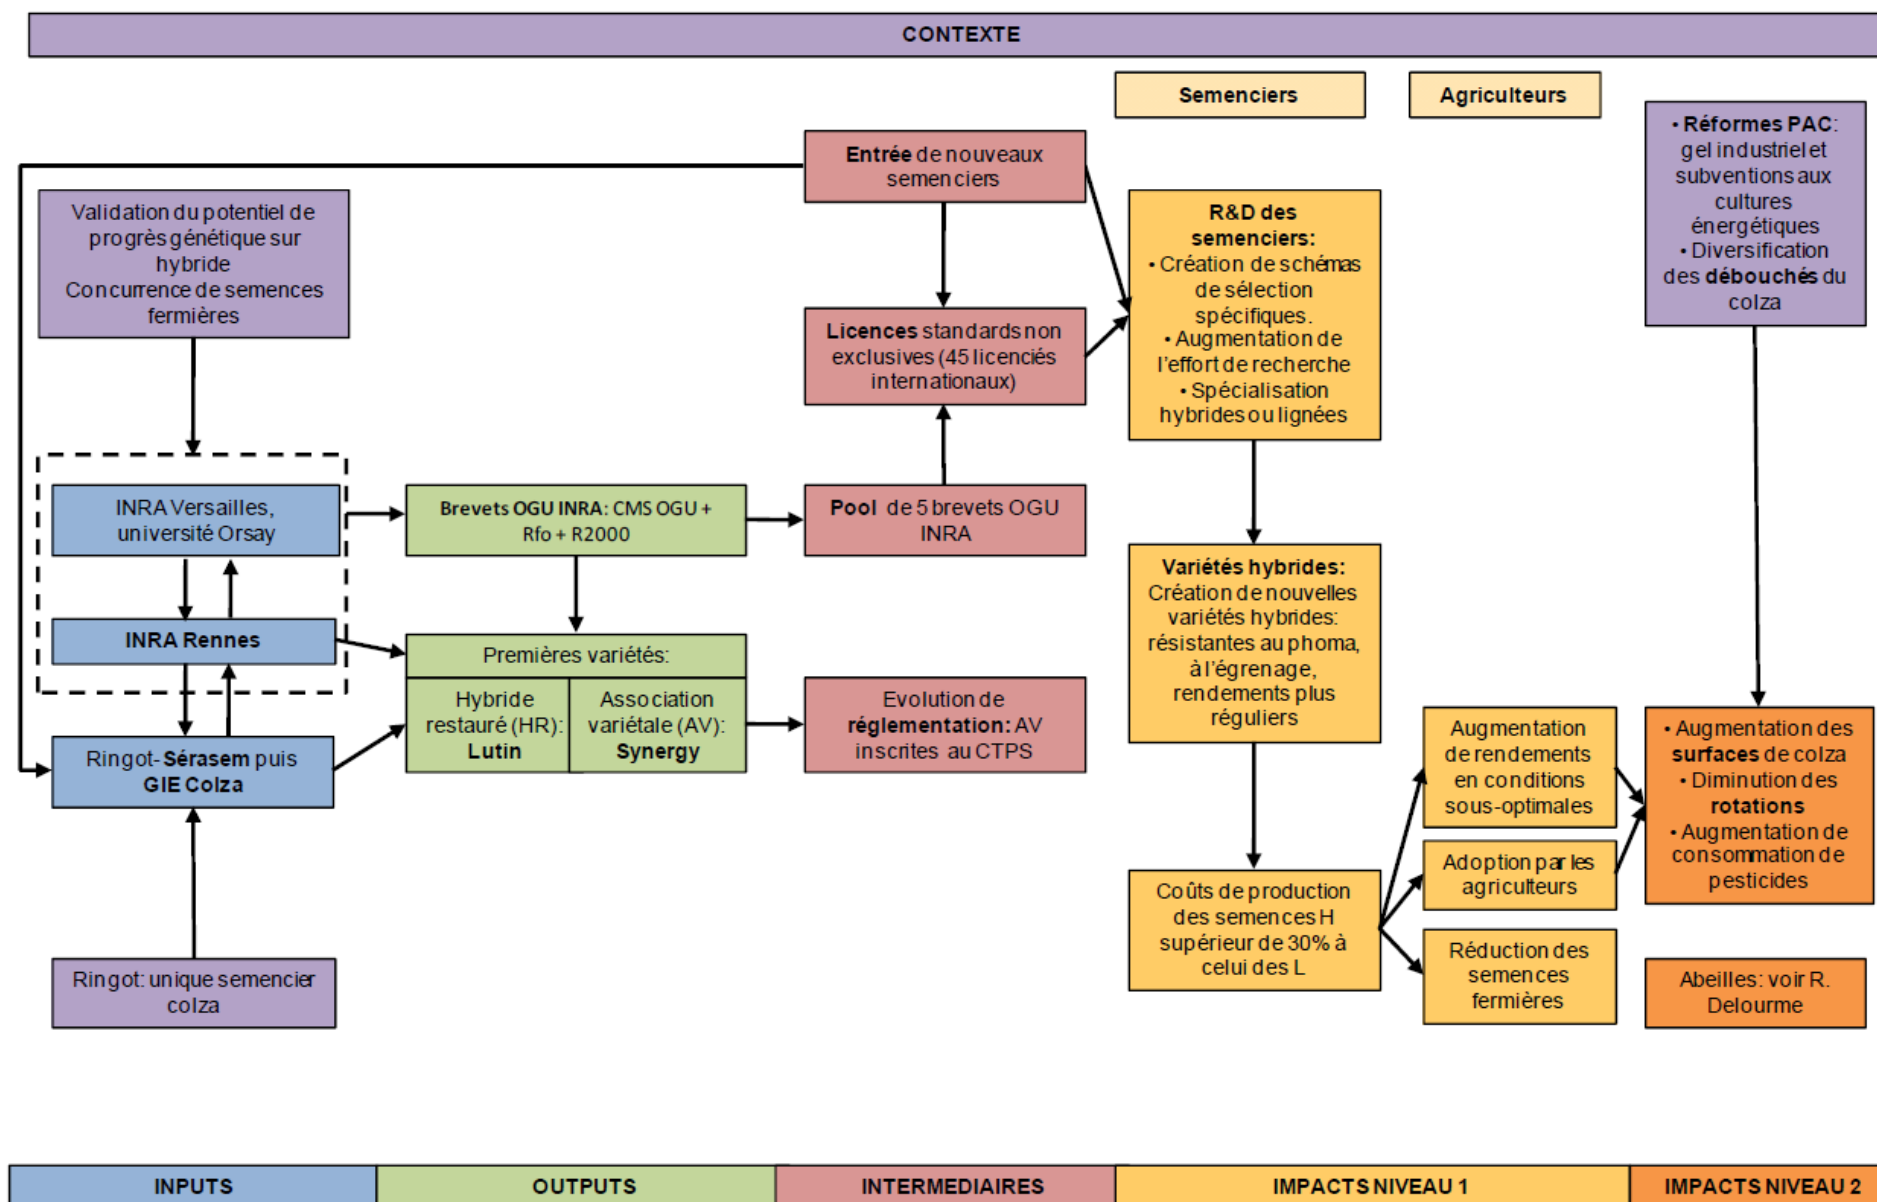 CONTEXTE
Semenciers
Agriculteurs
• Réformes PAC:
gel industriel et
subventions aux
cultures
énergétiques
• Diversification
des débouchés du
colza
Entrée de nouveaux
semenciers
Validation du potentiel de
progrès génétique sur
hybride
Concurrence de semences
fermières
R&D des
semenciers:
• Création de schémas
de sélection
spécifiques.
• Augmentation de
l'effort de recherche
• Spécialisation
hybrides ou lignées
Licences standards non
exclusives (45 licenciés
internationaux)
INRA Versailles,
université Orsay
Brevets OGU INRA: CMS OGU +
Rfo + R2000
Pool de 5 brevets OGU
INRA
Variétés hybrides:
Création de nouvelles
variétés hybrides:
résistantes au phoma,
à l'égrenage,
rendements plus
réguliers
INRA Rennes
Premières variétés:
Hybride
restauré (HR):
Lutin
Association
variétale (AV):
Synergy
Evolution de
réglementation: AV
inscrites au CTPS
Ringot-Sérasem puis
GIE Colza
Augmentation
de rendements
en conditions
sous-optimales
• Augmentation des
surfaces de colza
• Diminution des
rotations
• Augmentation de
consommation de
pesticides
Adoption par les
agriculteurs
Coûts de production
des semences H
supérieur de 30% à
celui des L
Réduction des
semences
fermières
Ringot: unique semencier
colza
Abeilles: voir R.
Delourme
INPUTS
OUTPUTS
INTERMEDIAIRES
IMPACTS NIVEAU 1
IMPACTS NIVEAU 2